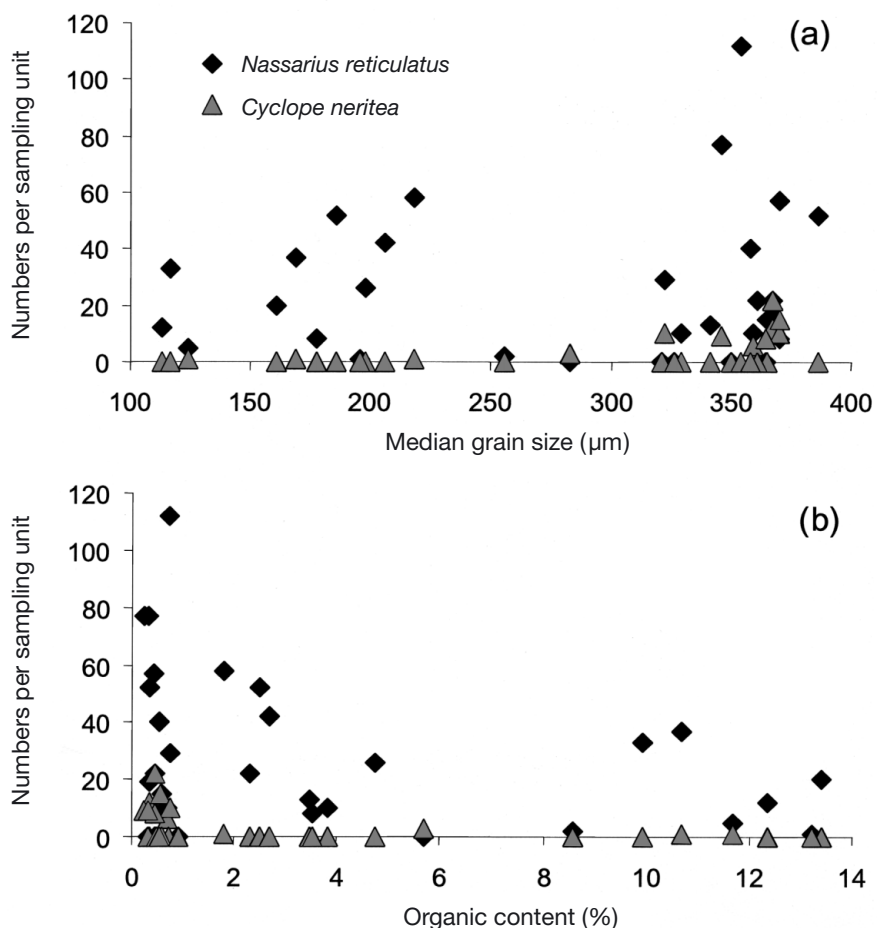 (a)
Nassarius reticulatus
Cyclope neritea
Numbers per sampling unit
120
100
80
60
40
20
0
100 150 200 250 300 350 400
Median grain size (µm)
(b)
Numbers per sampling unit
120
100
80
60
40
20
0
0 2 4 6 8 10 12 14
Organic content (%)